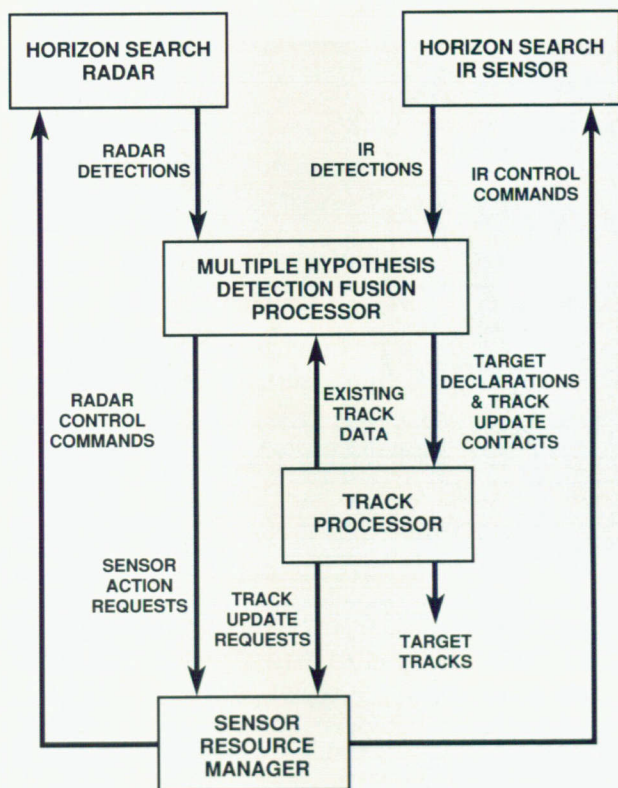 HORIZON SEARCH
RADAR
HORIZON SEARCH
IR SENSOR
RADAR
DETECTIONS
IR
DETECTIONS
IR CONTROL
COMMANDS
MULTIPLE HYPOTHESIS
DETECTION FUSION
PROCESSOR
RADAR
CONTROL
COMMANDS
EXISTING
TRACK
DATA
TARGET
DECLARATIONS
& TRACK
UPDATE
CONTACTS
TRACK
PROCESSOR
SENSOR
ACTION
REQUESTS
TRACK
UPDATE
REQUESTS
TARGET
TRACKS
SENSOR
RESOURCE
MANAGER